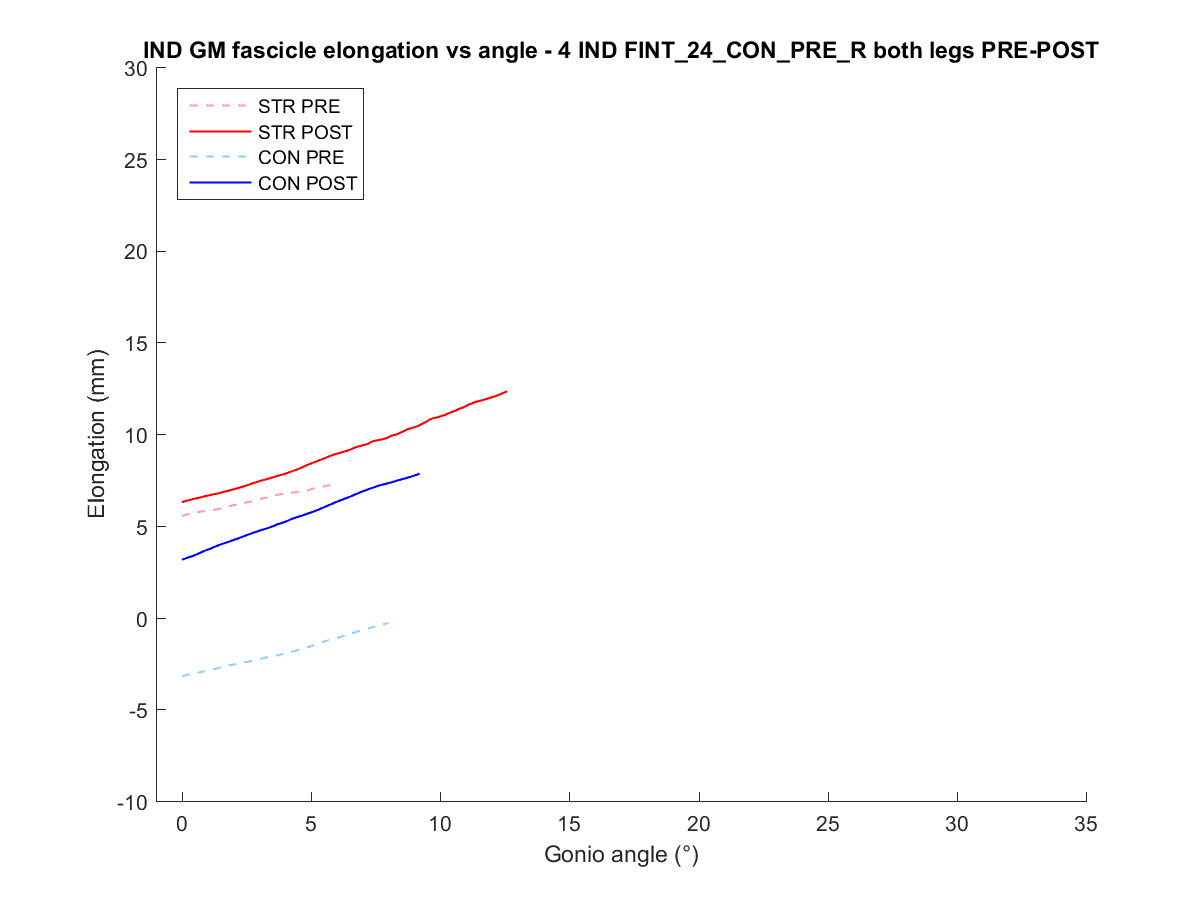 IND GM fascicle elongation vs angle - 4 IND FINT_24_CON_PRE_R both legs PRE-POST
30
25
20
15
10
5
0
-5
-10
Elongation (mm)
STR PRE
STR POST
CON PRE
CON POST
0 5 10 15 20 25 30 35
Gonio angle (°)